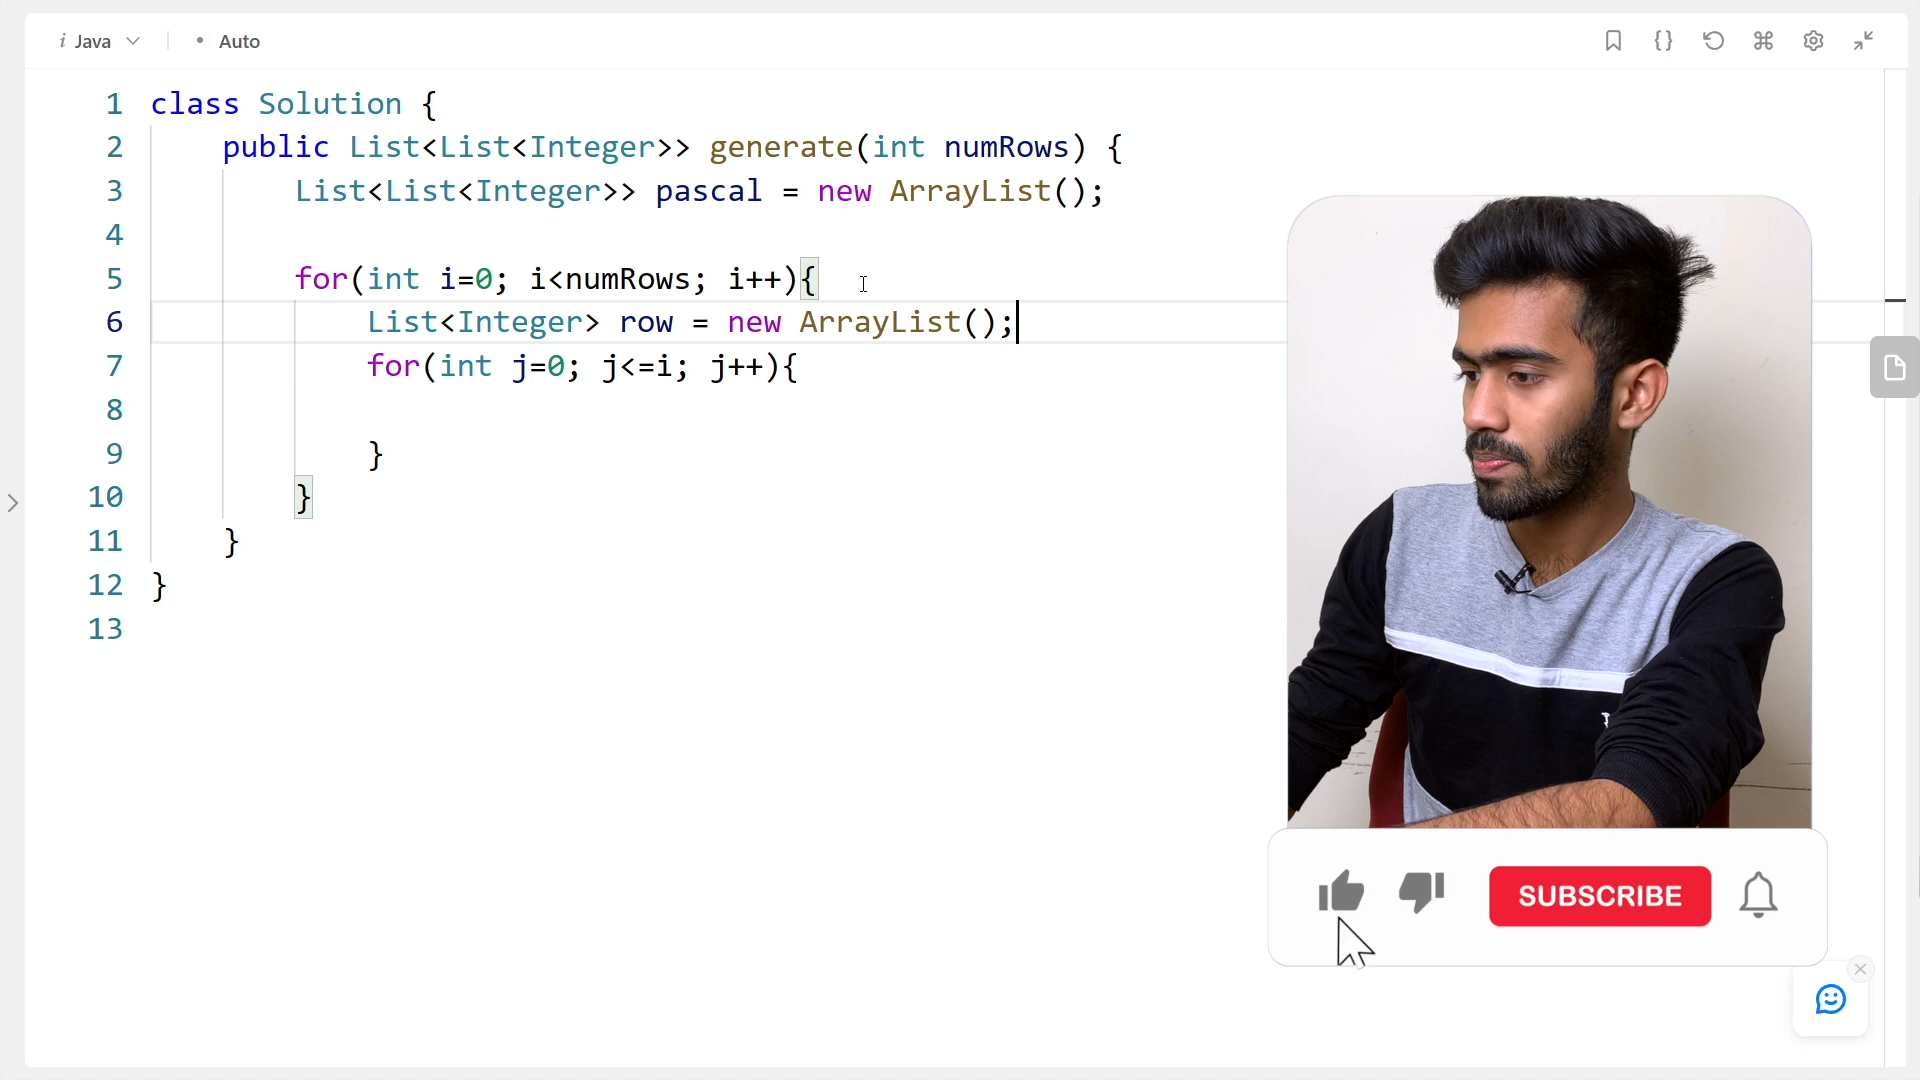 i Java Auto
1 class Solution {
2 public List<List<Integer>> generate(int numRows) {
3 List<List<Integer>> pascal = new ArrayList();
4
5 for(int i=0; i<numRows; i++){
6 List<Integer> row = new ArrayList();
7 for(int j=0; j<=i; j++){
8
9 }
10 }
11 }
12 }
13
SUBSCRIBE